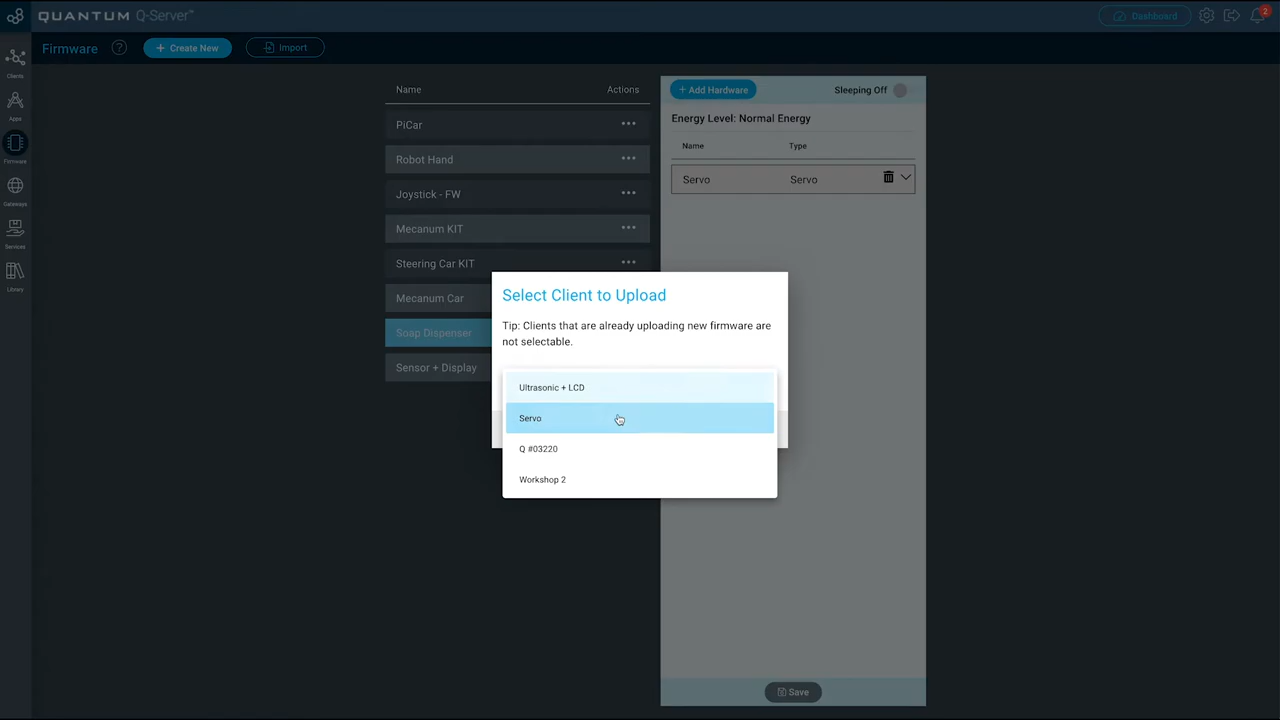 QUANTUM Q-Server™
Dashboard
2
Firmware
?
+ Create New
Import
Clients
Apps
Firmware
Gateways
Services
Library
Name Actions
PiCar
Robot Hand
Joystick - FW
Mecanum KIT
Steering Car KIT
Mecanum Car
Soap Dispenser
Sensor + Display
+ Add Hardware
Sleeping Off
Energy Level: Normal Energy
Name Type
Servo Servo
Select Client to Upload
Tip: Clients that are already uploading new firmware are
not selectable.
Ultrasonic + LCD
Servo
Q #03220
Workshop 2
Save